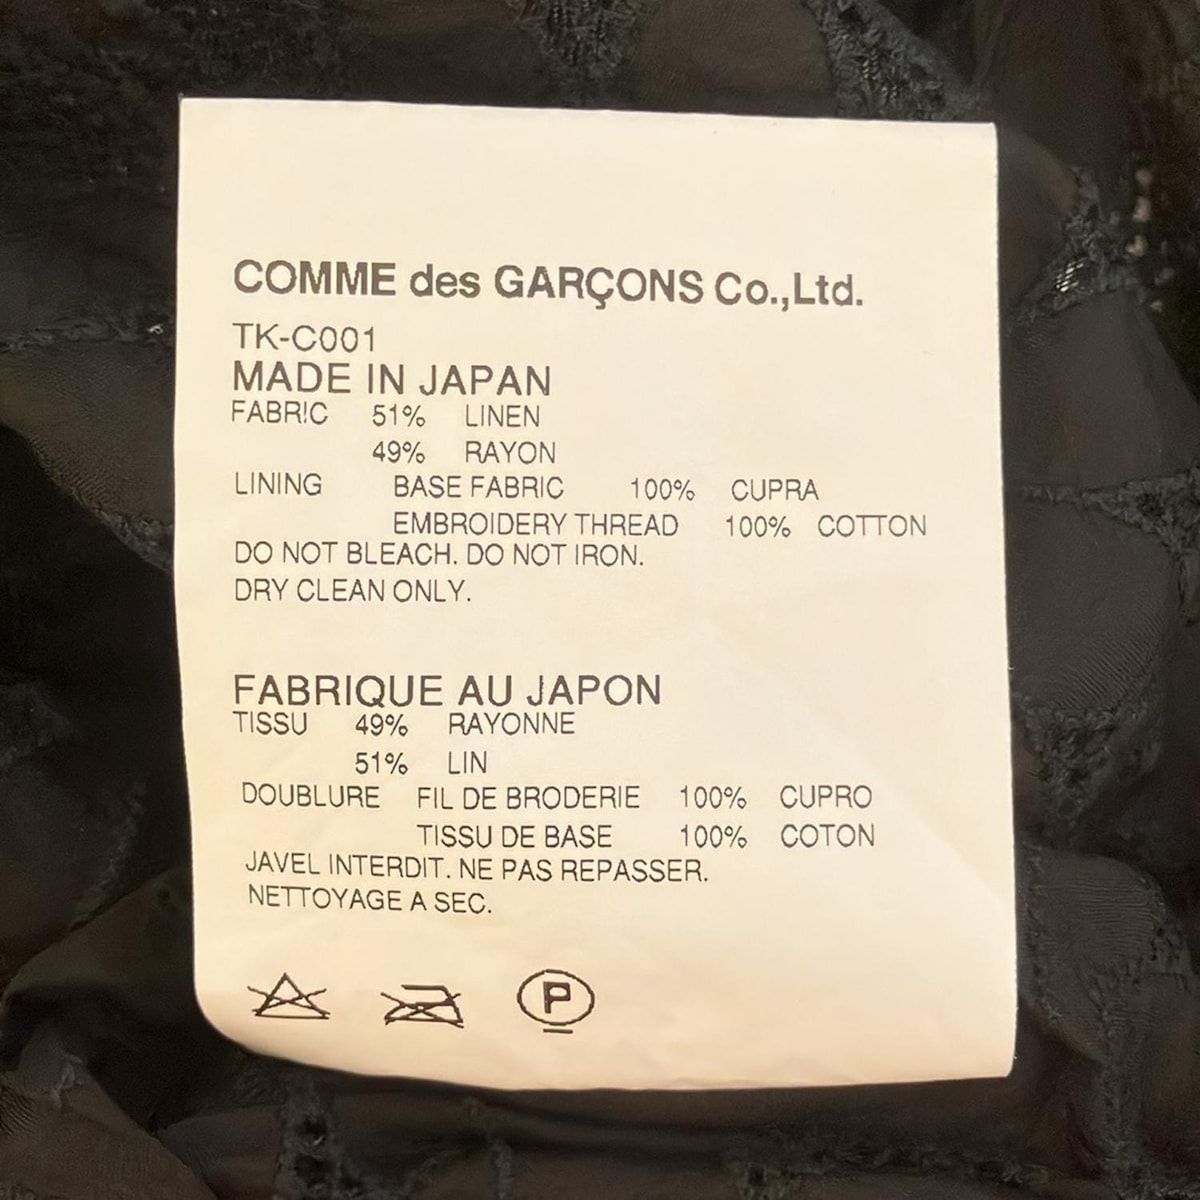 COMME des GARÇONS Co.,Ltd.
TK-C001
MADE IN JAPAN
FABRIC 51% LINEN
49% RAYON
LINING BASE FABRIC 100% CUPRA
EMBROIDERY THREAD 100% COTTON
DO NOT BLEACH. DO NOT IRON.
DRY CLEAN ONLY.
FABRIQUE AU JAPON
TISSU 49% RAYONNE
51% LIN
DOUBLURE FIL DE BRODERIE 100% CUPRO
TISSU DE BASE 100% COTON
JAVEL INTERDIT. NE PAS REPASSER.
NETTOYAGE A SEC.
P